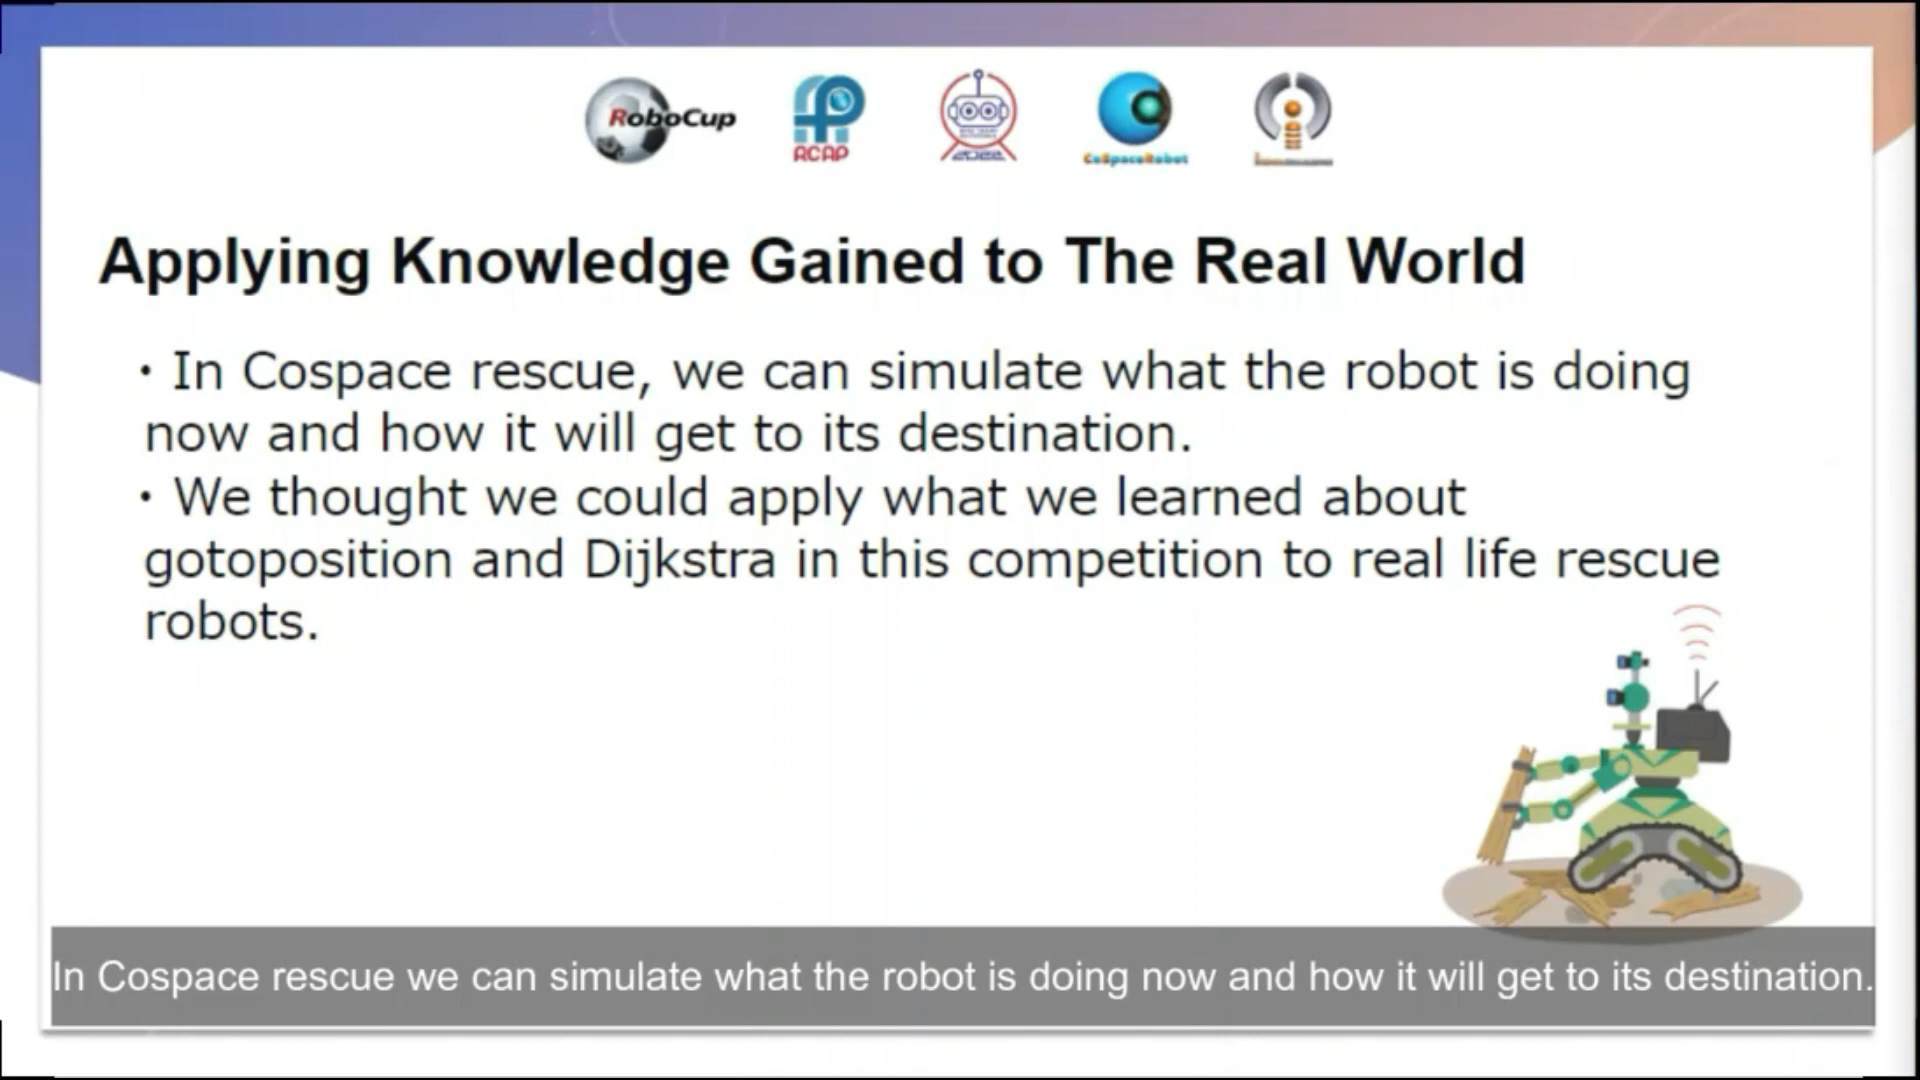 RoboCup
RCAP
2022
CoSpaceRobot
Applying Knowledge Gained to The Real World
・In Cospace rescue, we can simulate what the robot is doing
now and how it will get to its destination.
・We thought we could apply what we learned about
gotoposition and Dijkstra in this competition to real life rescue
robots.
In Cospace rescue we can simulate what the robot is doing now and how it will get to its destination.